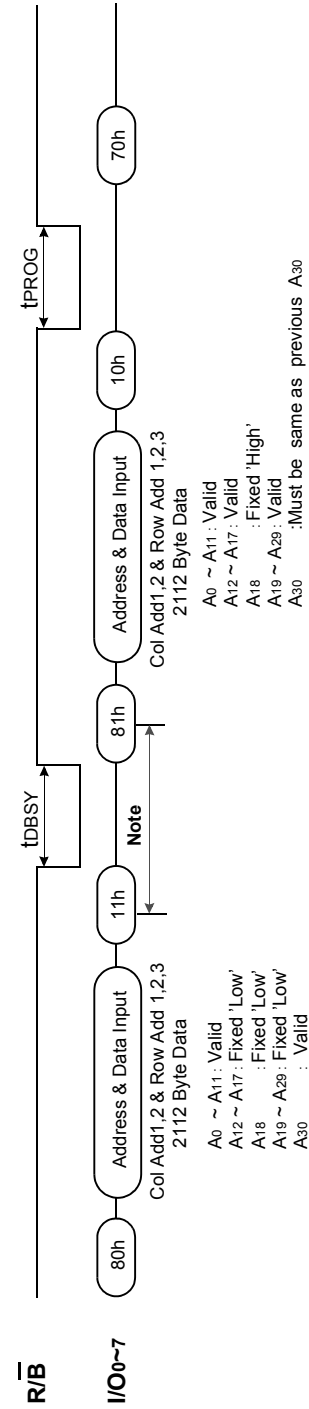 R/B
tDBSY
tPROG
I/O0~7
80h
Address & Data Input
11h
81h
Address & Data Input
10h
70h
Note
Col Add1,2 & Row Add 1,2,3
2112 Byte Data
A0 ~ A11 : Valid
A12 ~ A17 : Fixed 'Low'
A18 : Fixed 'Low'
A19 ~ A29 : Fixed 'Low'
A30 : Valid
Col Add1,2 & Row Add 1,2,3
2112 Byte Data
A0 ~ A11 : Valid
A12 ~ A17 : Valid
A18 : Fixed 'High'
A19 ~ A29 : Valid
A30 :Must be same as previous A30